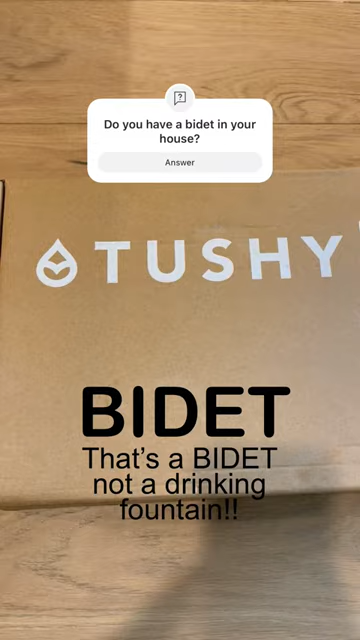 Do you have a bidet in your
house?
Answer
TUSHY
BIDET
That's a BIDET
not a drinking
fountain!!